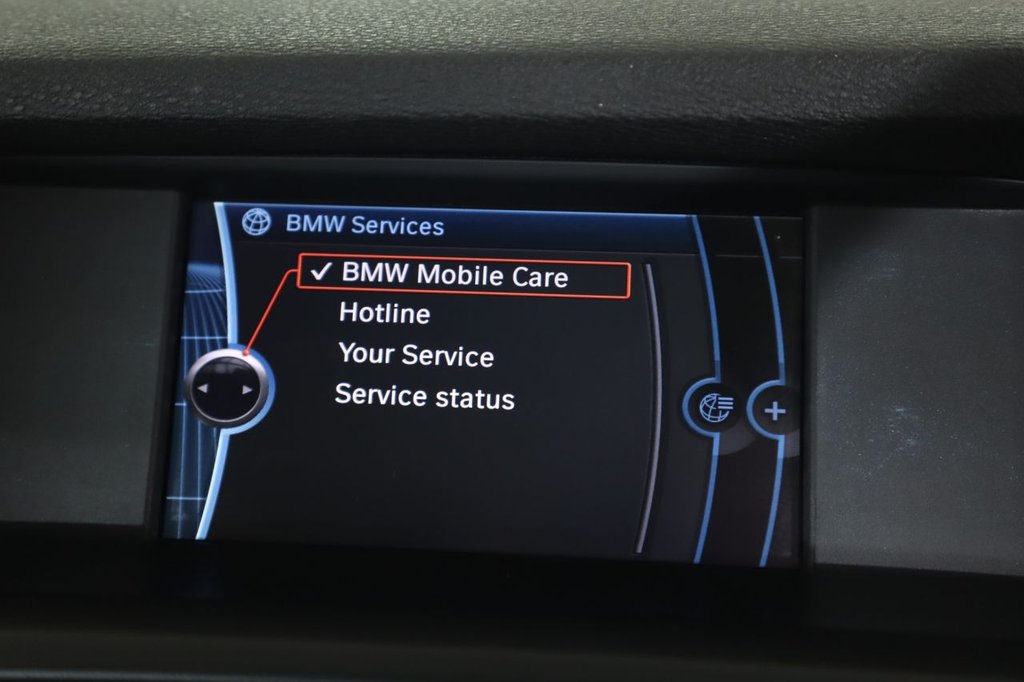 BMW Services
✓ BMW Mobile Care
Hotline
Your Service
Service status